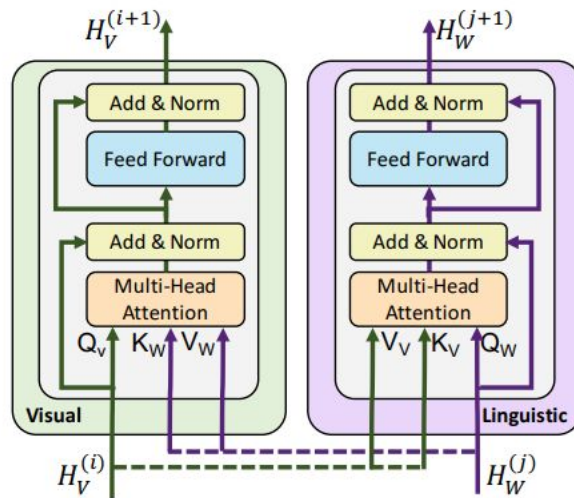 H_V^{(i+1)}
Add & Norm
Feed Forward
Add & Norm
Multi-Head
Attention
Q_v K_W V_W
Visual
H_V^{(i)}
H_W^{(j+1)}
Add & Norm
Feed Forward
Add & Norm
Multi-Head
Attention
V_V K_V Q_W
Linguistic
H_W^{(j)}